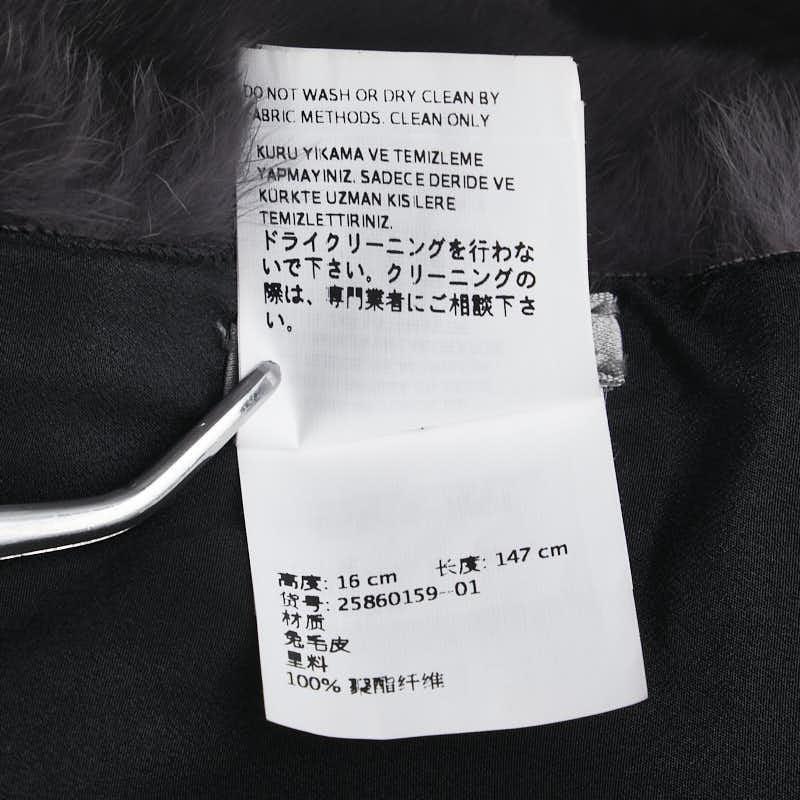 DO NOT WASH OR DRY CLEAN BY
FABRIC METHODS. CLEAN ONLY
KURU YIKAMA VE TEMIZLEME
YAPMAYINIZ. SADECE DERIDE VE
KÜRKTE UZMAN KISILERE
TEMIZLETTIRINIZ.
ドライクリーニングを行わな
いで下さい。クリーニングの
際は、専門業者にご相談下さ
い。
高度: 16 cm 长度: 147 cm
货号: 25860159-01
材质
兔毛皮
里料
100% 聚酯纤维